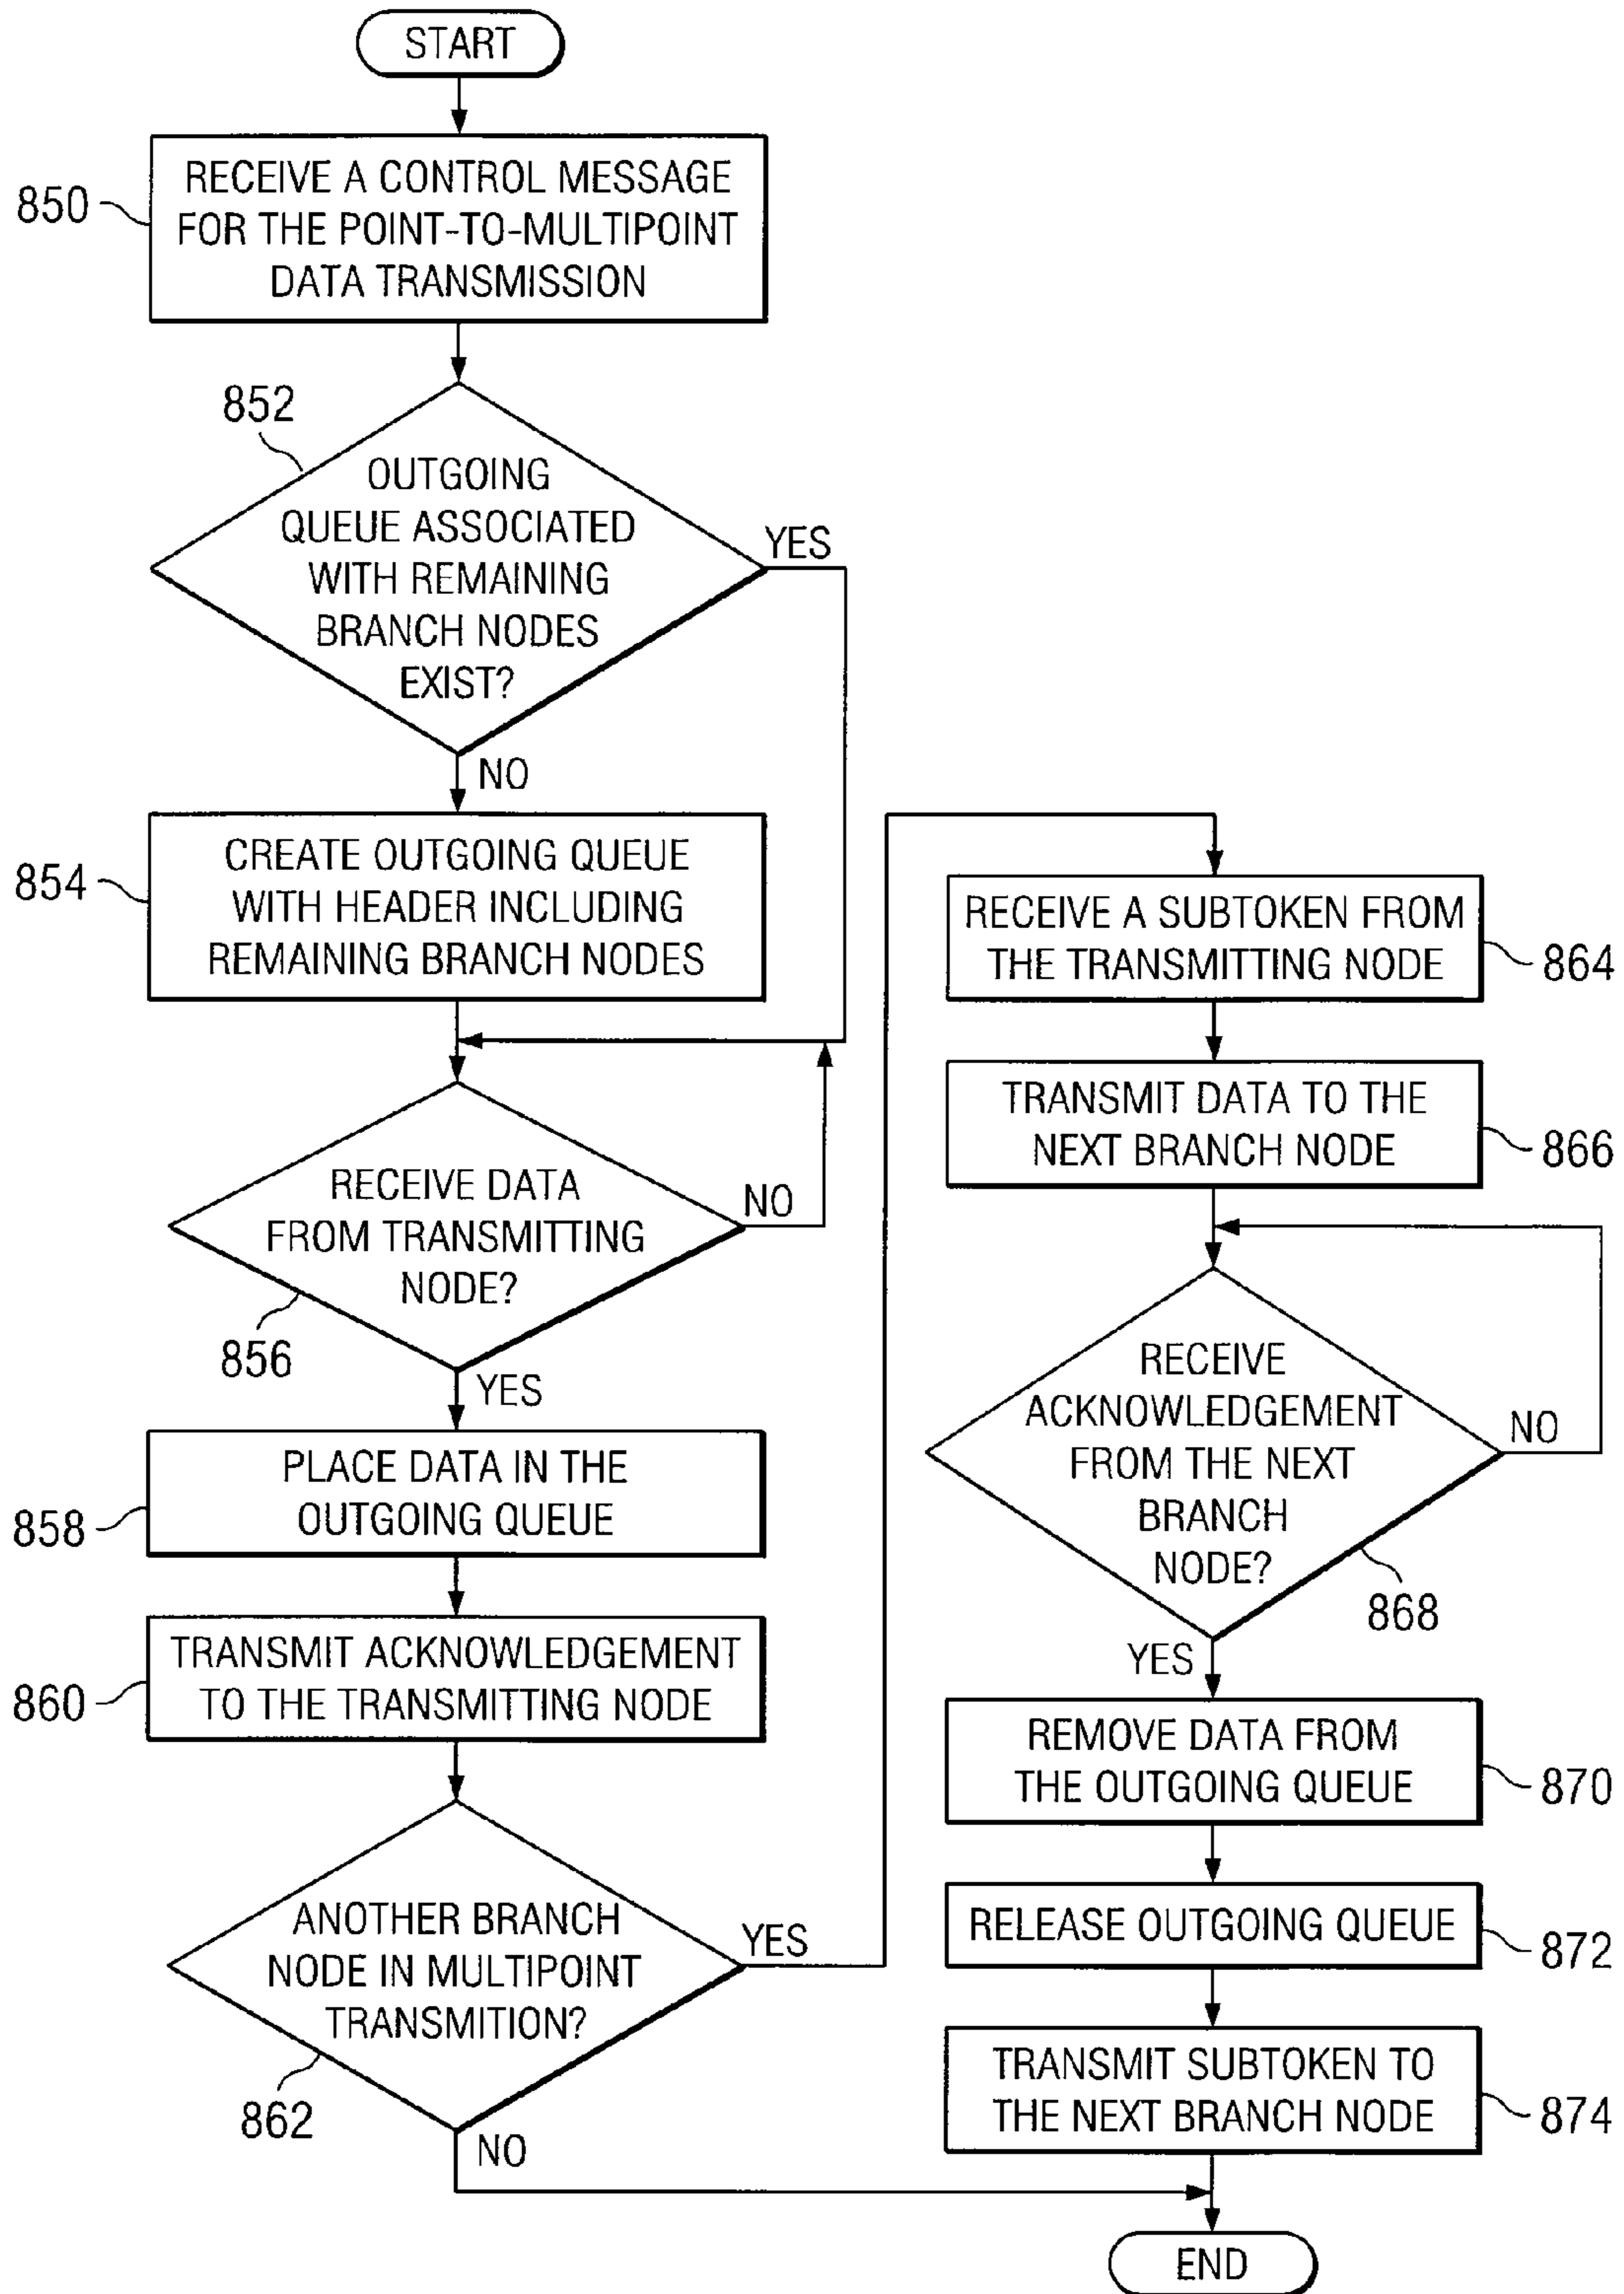 START
850
RECEIVE A CONTROL MESSAGE
FOR THE POINT-TO-MULTIPOINT
DATA TRANSMISSION
852
OUTGOING
QUEUE ASSOCIATED
WITH REMAINING
BRANCH NODES
EXIST?
YES
NO
854
CREATE OUTGOING QUEUE
WITH HEADER INCLUDING
REMAINING BRANCH NODES
RECEIVE DATA
FROM TRANSMITTING
NODE?
NO
856
YES
858
PLACE DATA IN THE
OUTGOING QUEUE
860
TRANSMIT ACKNOWLEDGEMENT
TO THE TRANSMITTING NODE
ANOTHER BRANCH
NODE IN MULTIPOINT
TRANSMITION?
YES
862
NO
RECEIVE A SUBTOKEN FROM
THE TRANSMITTING NODE
864
TRANSMIT DATA TO THE
NEXT BRANCH NODE
866
RECEIVE
ACKNOWLEDGEMENT
FROM THE NEXT
BRANCH
NODE?
NO
868
YES
REMOVE DATA FROM
THE OUTGOING QUEUE
870
RELEASE OUTGOING QUEUE
872
TRANSMIT SUBTOKEN TO
THE NEXT BRANCH NODE
874
END